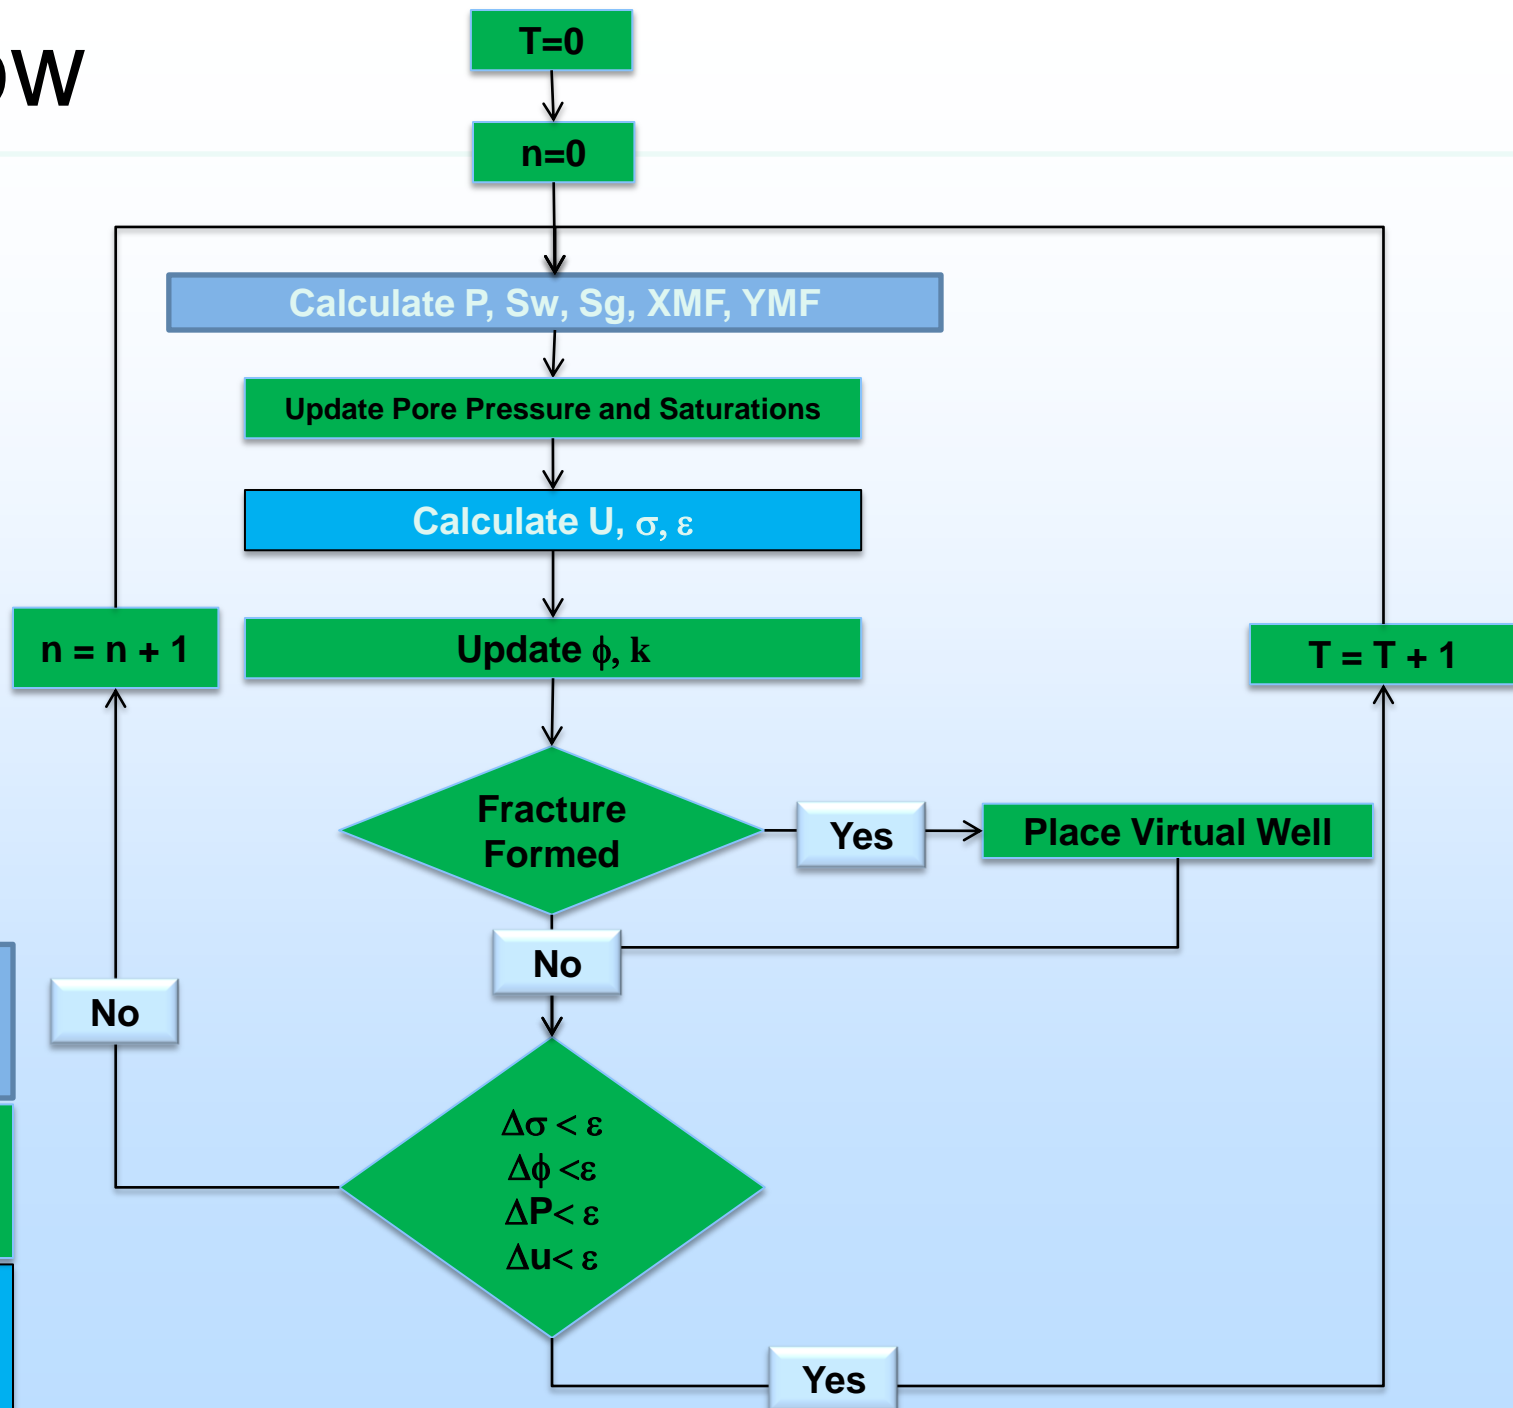 ow
T=0
n=0
Calculate P, Sw, Sg, XMF, YMF
Update Pore Pressure and Saturations
Calculate U, σ, ε
n = n + 1
Update ϕ, k
T = T + 1
Fracture
Formed
Yes
Place Virtual Well
No
No
Δσ < ε
Δϕ <ε
ΔP< ε
Δu< ε
Yes